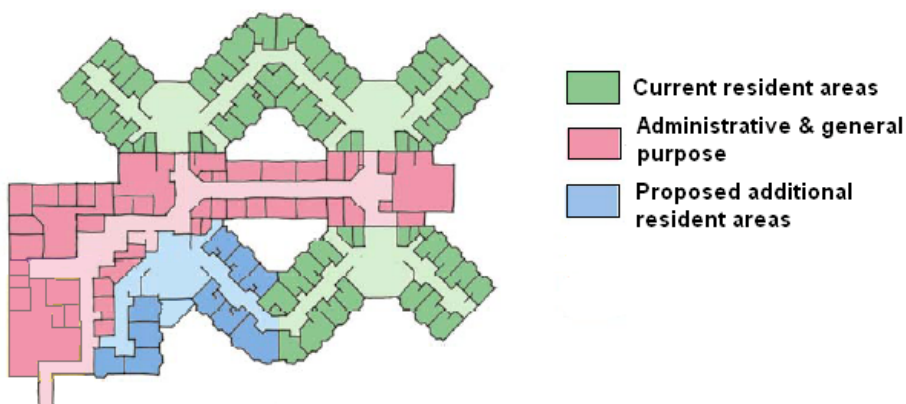 Current resident areas
Administrative & general
purpose
Proposed additional
resident areas